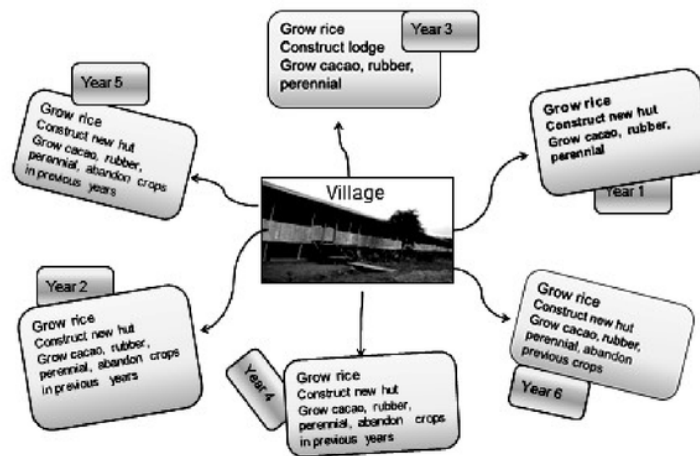 Grow rice
Construct lodge
Grow cacao, rubber,
perennial
Year 3
Year 5
Grow rice
Construct new hut
Grow cacao, rubber,
perennial, abandon crops
in previous years
Grow rice
Construct new hut
Grow cacao, rubber,
perennial
Year 1
Village
Year 2
Grow rice
Construct new hut
Grow cacao, rubber,
perennial, abandon crops
in previous years
Year 4
Grow rice
Construct new hut
Grow cacao, rubber,
perennial, abandon crops
in previous years
Grow rice
Construct new hut
Grow cacao, rubber,
perennial, abandon
previous crops
Year 6